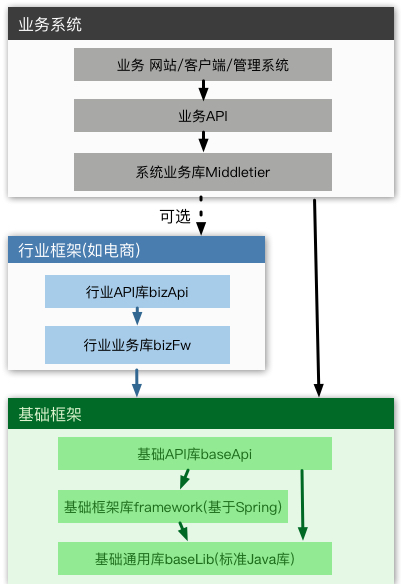 业务系统
业务 网站/客户端/管理系统
业务API
系统业务库Middletier
可选
行业框架(如电商)
行业API库bizApi
行业业务库bizFw
基础框架
基础API库baseApi
基础框架库framework(基于Spring)
基础通用库baseLib(标准Java库)